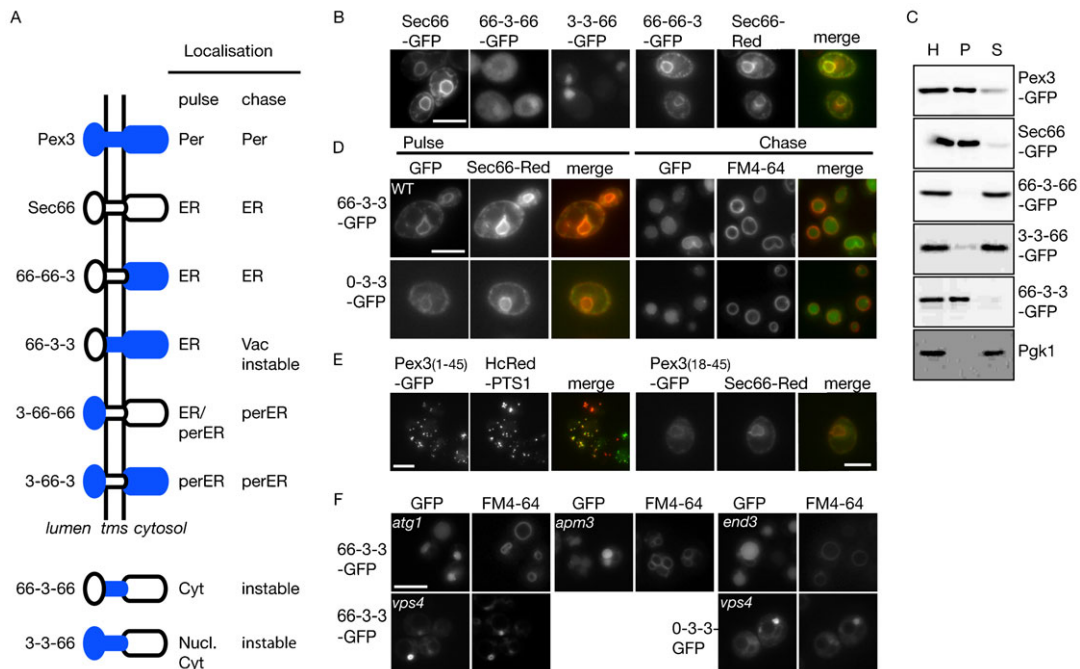 A
Localisation
pulse chase
Pex3 Per Per
Sec66 ER ER
66-66-3 ER ER
66-3-3 ER Vac
instable
3-66-66 ER/ perER
perER
3-66-3 perER perER
lumen tms cytosol
66-3-66 Cyt instable
3-3-66 Nucl. instable
Cyt
B
Sec66 66-3-66 3-3-66 66-66-3 Sec66-
-GFP -GFP -GFP -GFP Red merge
C
H P S
Pex3
-GFP
Sec66
-GFP
66-3-66
-GFP
3-3-66
-GFP
66-3-3
-GFP
Pgk1
D
Pulse Chase
GFP Sec66-Red merge GFP FM4-64 merge
WT
66-3-3
-GFP
0-3-3
-GFP
E
Pex3(1-45) HcRed Pex3(18-45)
-GFP -PTS1 merge -GFP Sec66-Red merge
F
GFP FM4-64 GFP FM4-64 GFP FM4-64
atg1 apm3 end3
66-3-3
-GFP
vps4 vps4
66-3-3
-GFP
0-3-3-
GFP